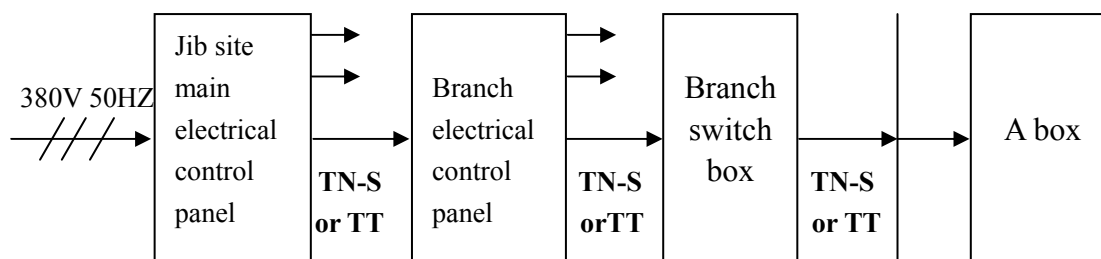 380V 50HZ
Jib site
main
electrical
control
panel
TN-S
or TT
Branch
electrical
control
panel
TN-S
orTT
Branch
switch
box
TN-S
or TT
A box